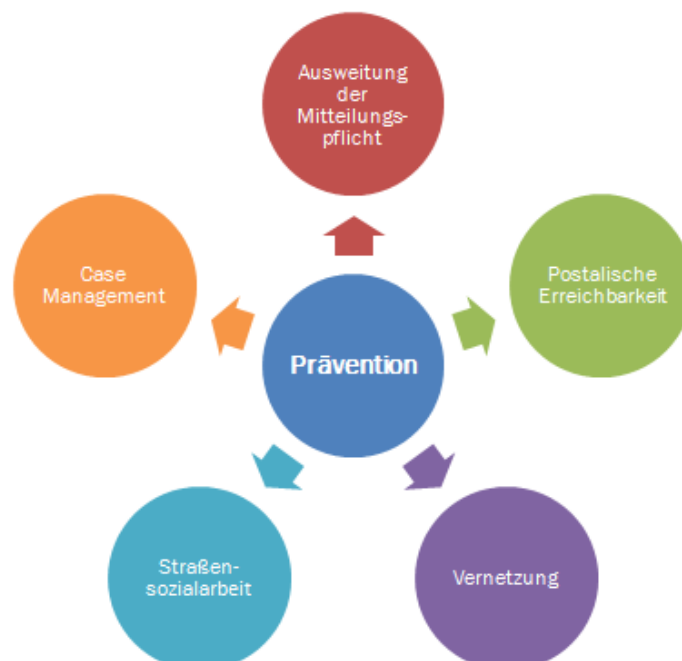 Ausweitung
der
Mitteilungs-
pflicht
Case
Management
Postalische
Erreichbarkeit
Prävention
Straßen-
sozialarbeit
Vernetzung